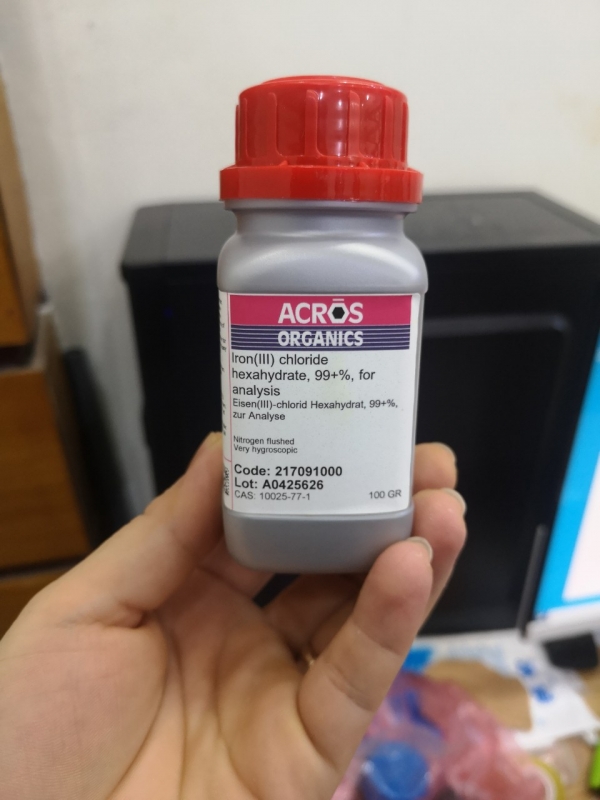 ACRŌS
ORGANICS
Iron(III) chloride
hexahydrate, 99+%, for
analysis
Eisen(III)-chlorid Hexahydrat, 99+%,
zur Analyse
Nitrogen flushed
Very hygroscopic
Code: 217091000
Lot: A0425626
CAS: 10025-77-1 100 GR